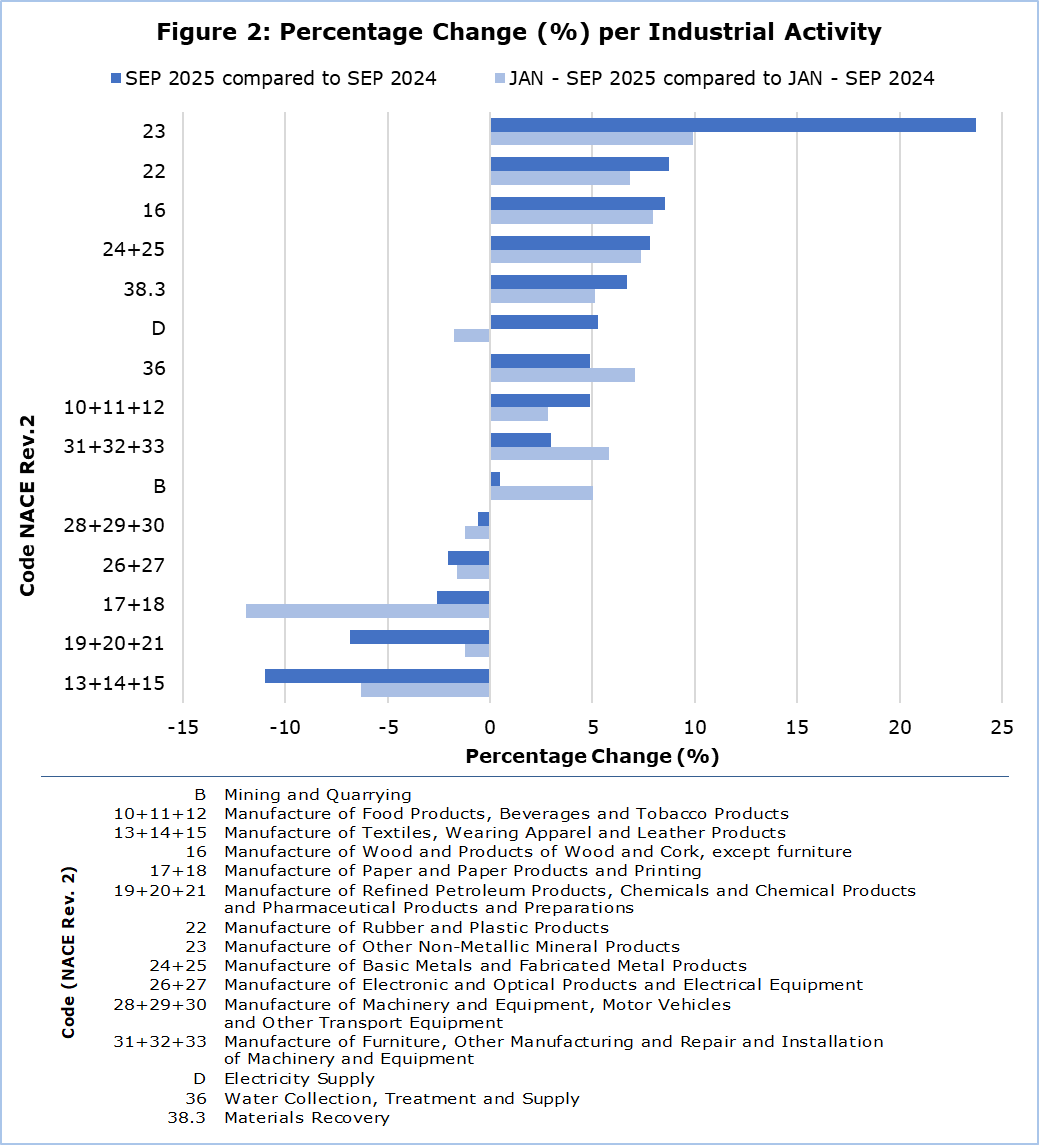 Figure 2: Percentage Change (%) per Industrial Activity
SEP 2025 compared to SEP 2024
JAN - SEP 2025 compared to JAN - SEP 2024
Code NACE Rev.2
23
22
16
24+25
38.3
D
36
10+11+12
31+32+33
B
28+29+30
26+27
17+18
19+20+21
13+14+15
-15 -10 -5 0 5 10 15 20 25
Percentage Change (%)
Code (NACE Rev. 2)
B Mining and Quarrying
10+11+12 Manufacture of Food Products, Beverages and Tobacco Products
13+14+15 Manufacture of Textiles, Wearing Apparel and Leather Products
16 Manufacture of Wood and Products of Wood and Cork, except furniture
17+18 Manufacture of Paper and Paper Products and Printing
19+20+21 Manufacture of Refined Petroleum Products, Chemicals and Chemical Products
and Pharmaceutical Products and Preparations
22 Manufacture of Rubber and Plastic Products
23 Manufacture of Other Non-Metallic Mineral Products
24+25 Manufacture of Basic Metals and Fabricated Metal Products
26+27 Manufacture of Electronic and Optical Products and Electrical Equipment
28+29+30 Manufacture of Machinery and Equipment, Motor Vehicles
and Other Transport Equipment
31+32+33 Manufacture of Furniture, Other Manufacturing and Repair and Installation
of Machinery and Equipment
D Electricity Supply
36 Water Collection, Treatment and Supply
38.3 Materials Recovery